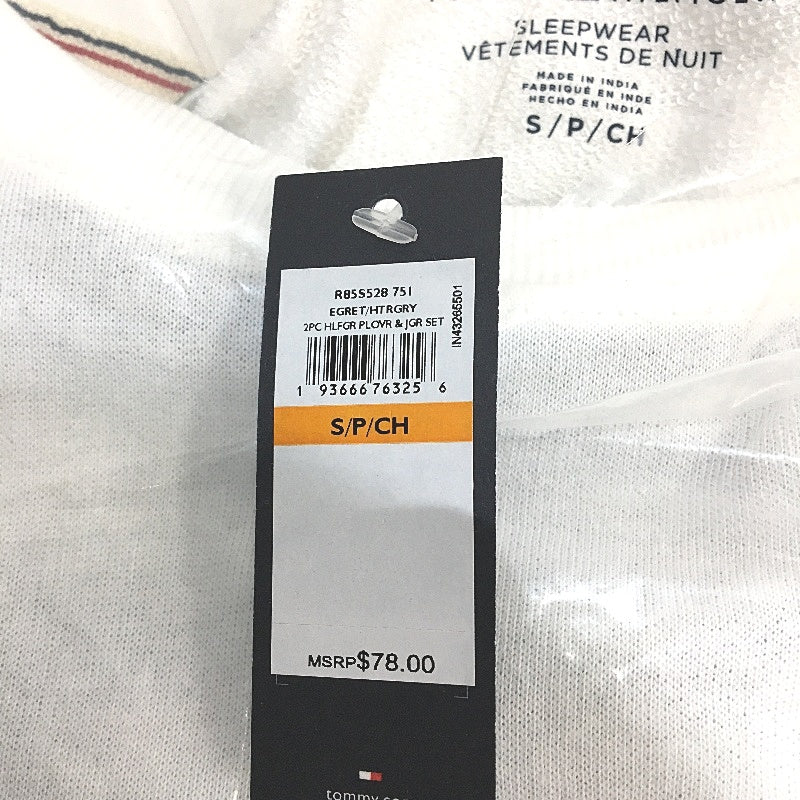 SLEEPWEAR
VÊTEMENTS DE NUIT
MADE IN INDIA
FABRIQUÉ EN INDE
HECHO EN INDIA
S/P/CH
R85S528 751
EGRET/HTRGRY
2PC HLFGR PLOVR & JGR SET
IN43265501
1 93666 76325 6
S/P/CH
MSRP$78.00
tommy